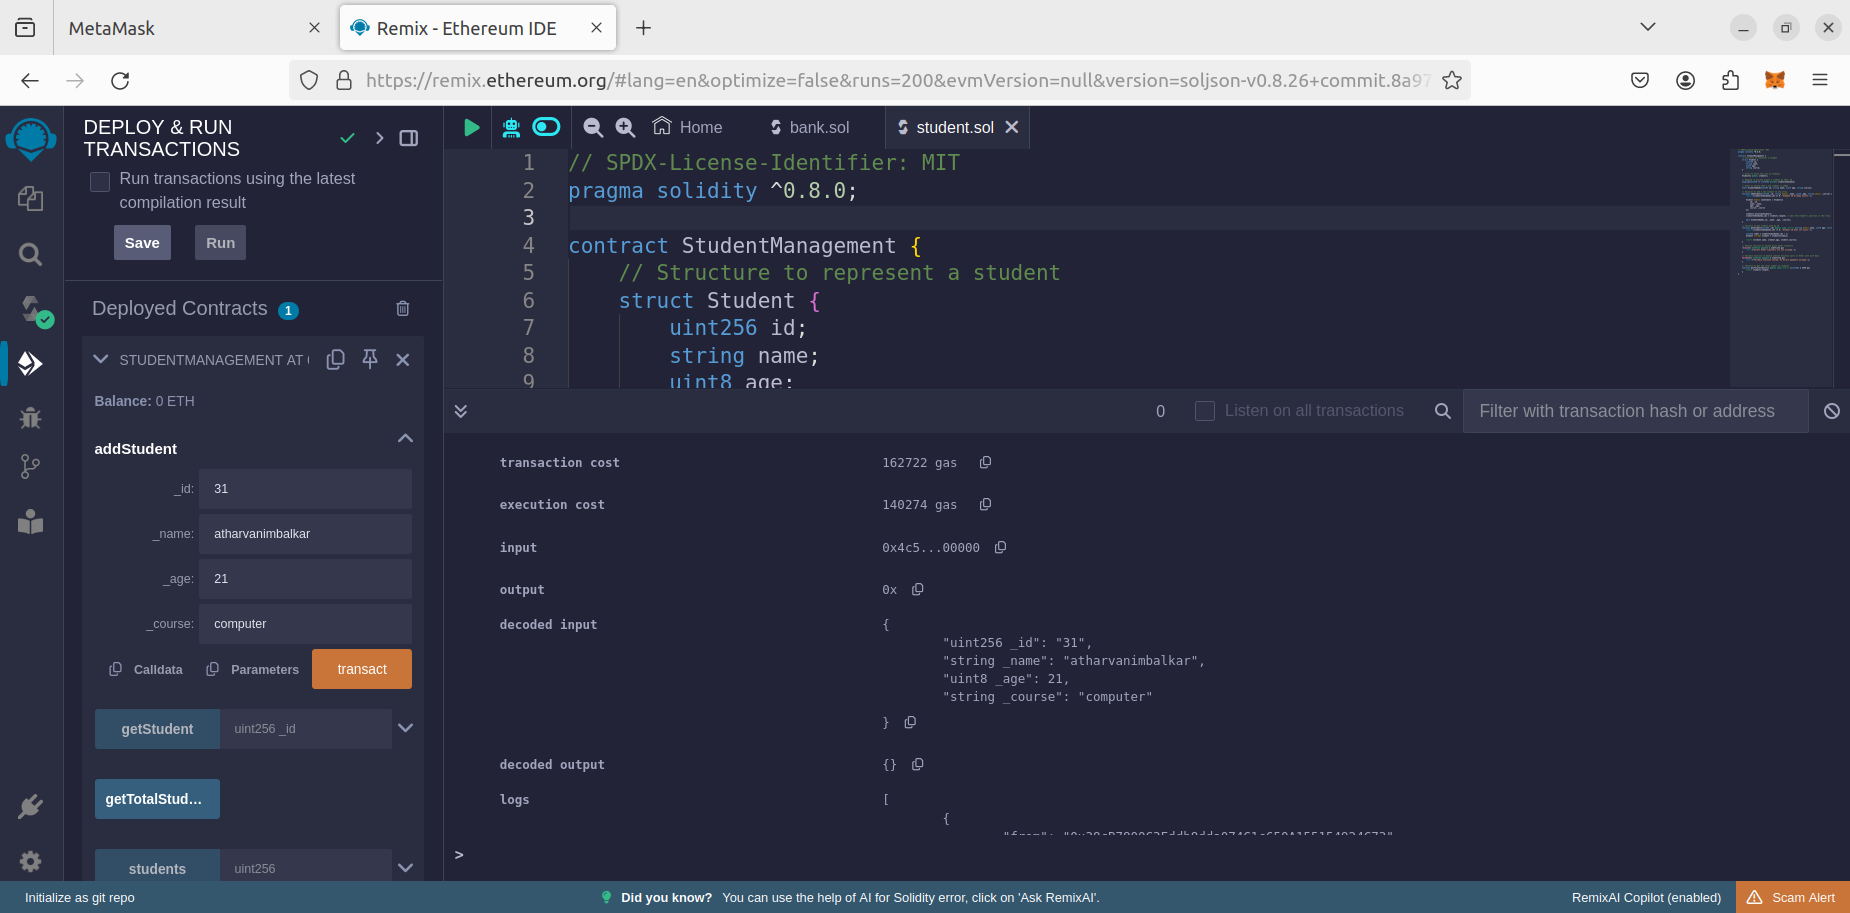 MetaMask
Remix - Ethereum IDE
https://remix.ethereum.org/#lang=en&optimize=false&runs=200&evmVersion=null&version=soljson-v0.8.26+commit.8a97
DEPLOY & RUN
TRANSACTIONS
Run transactions using the latest
compilation result
Save Run
Deployed Contracts 1
STUDENTMANAGEMENT AT
Balance: 0 ETH
addStudent
_id: 31
_name: atharvanimbalkar
_age: 21
_course: computer
Calldata Parameters transact
getStudent uint256 _id
getTotalStud...
students uint256
Home bank.sol student.sol
1 // SPDX-License-Identifier: MIT
2 pragma solidity ^0.8.0;
3
4 contract StudentManagement {
5 // Structure to represent a student
6 struct Student {
7 uint256 id;
8 string name;
9 uint8 age;
0 Listen on all transactions Filter with transaction hash or address
transaction cost 162722 gas
execution cost 140274 gas
input 0x4c5...00000
output 0x
decoded input {
"uint256 _id": "31",
"string _name": "atharvanimbalkar",
"uint8 _age": 21,
"string _course": "computer"
}
decoded output {}
logs [
{
"from":
>
Initialize as git repo
Did you know? You can use the help of AI for Solidity error, click on 'Ask RemixAI'.
RemixAI Copilot (enabled)
Scam Alert